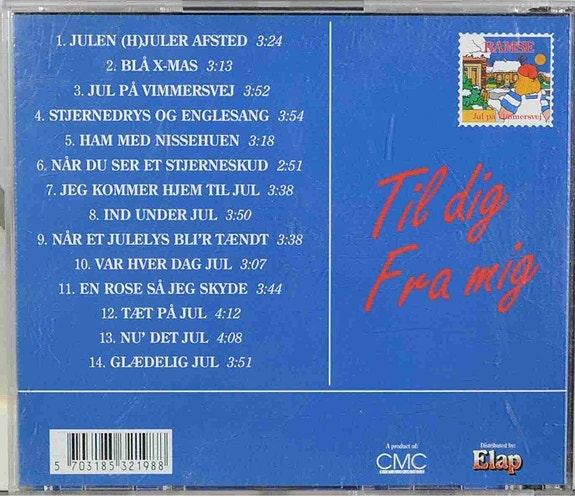 1. JULEN (H)JULER AFSTED 3:24
2. BLÅ X-MAS 3:13
3. JUL PÅ VIMMERSVEJ 3:52
4. STJERNEDRYS OG ENGLESANG 3:54
5. HAM MED NISSEHUEN 3:18
6. NÅR DU SER ET STJERNESKUD 2:51
7. JEG KOMMER HJEM TIL JUL 3:38
8. IND UNDER JUL 3:50
9. NÅR ET JULELYS BLI'R TÆNDT 3:38
10. VAR HVER DAG JUL 3:07
11. EN ROSE SÅ JEG SKYDE 3:44
12. TÆT PÅ JUL 4:12
13. NU' DET JUL 4:08
14. GLÆDELIG JUL 3:51
RAMSE
Jul på Vimmersvej
Til dig
Fra mig
5 703185 321988
A product of:
CMC
Distributed by:
Elap